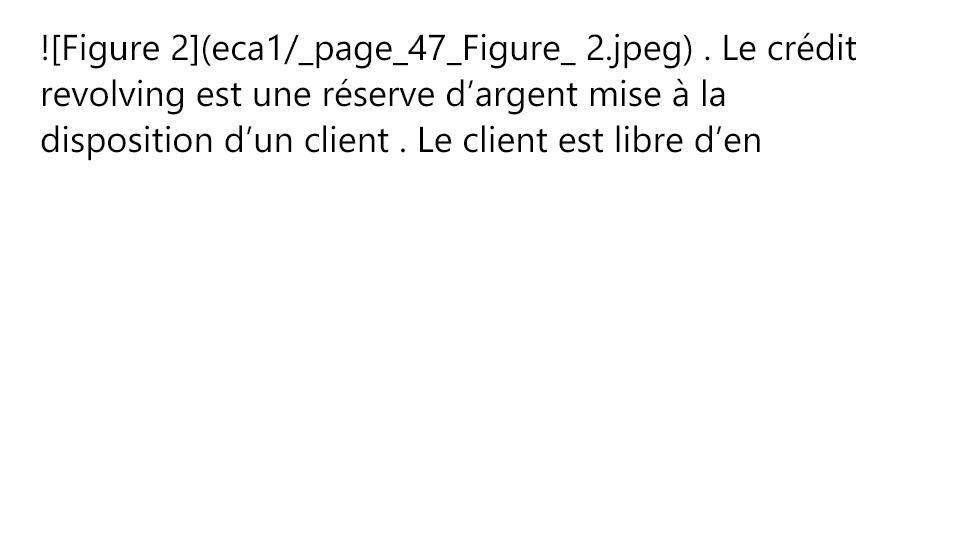 ![Figure 2](eca1/_page_47_Figure_ 2.jpeg) . Le crédit
revolving est une réserve d’argent mise à la
disposition d’un client . Le client est libre d’en